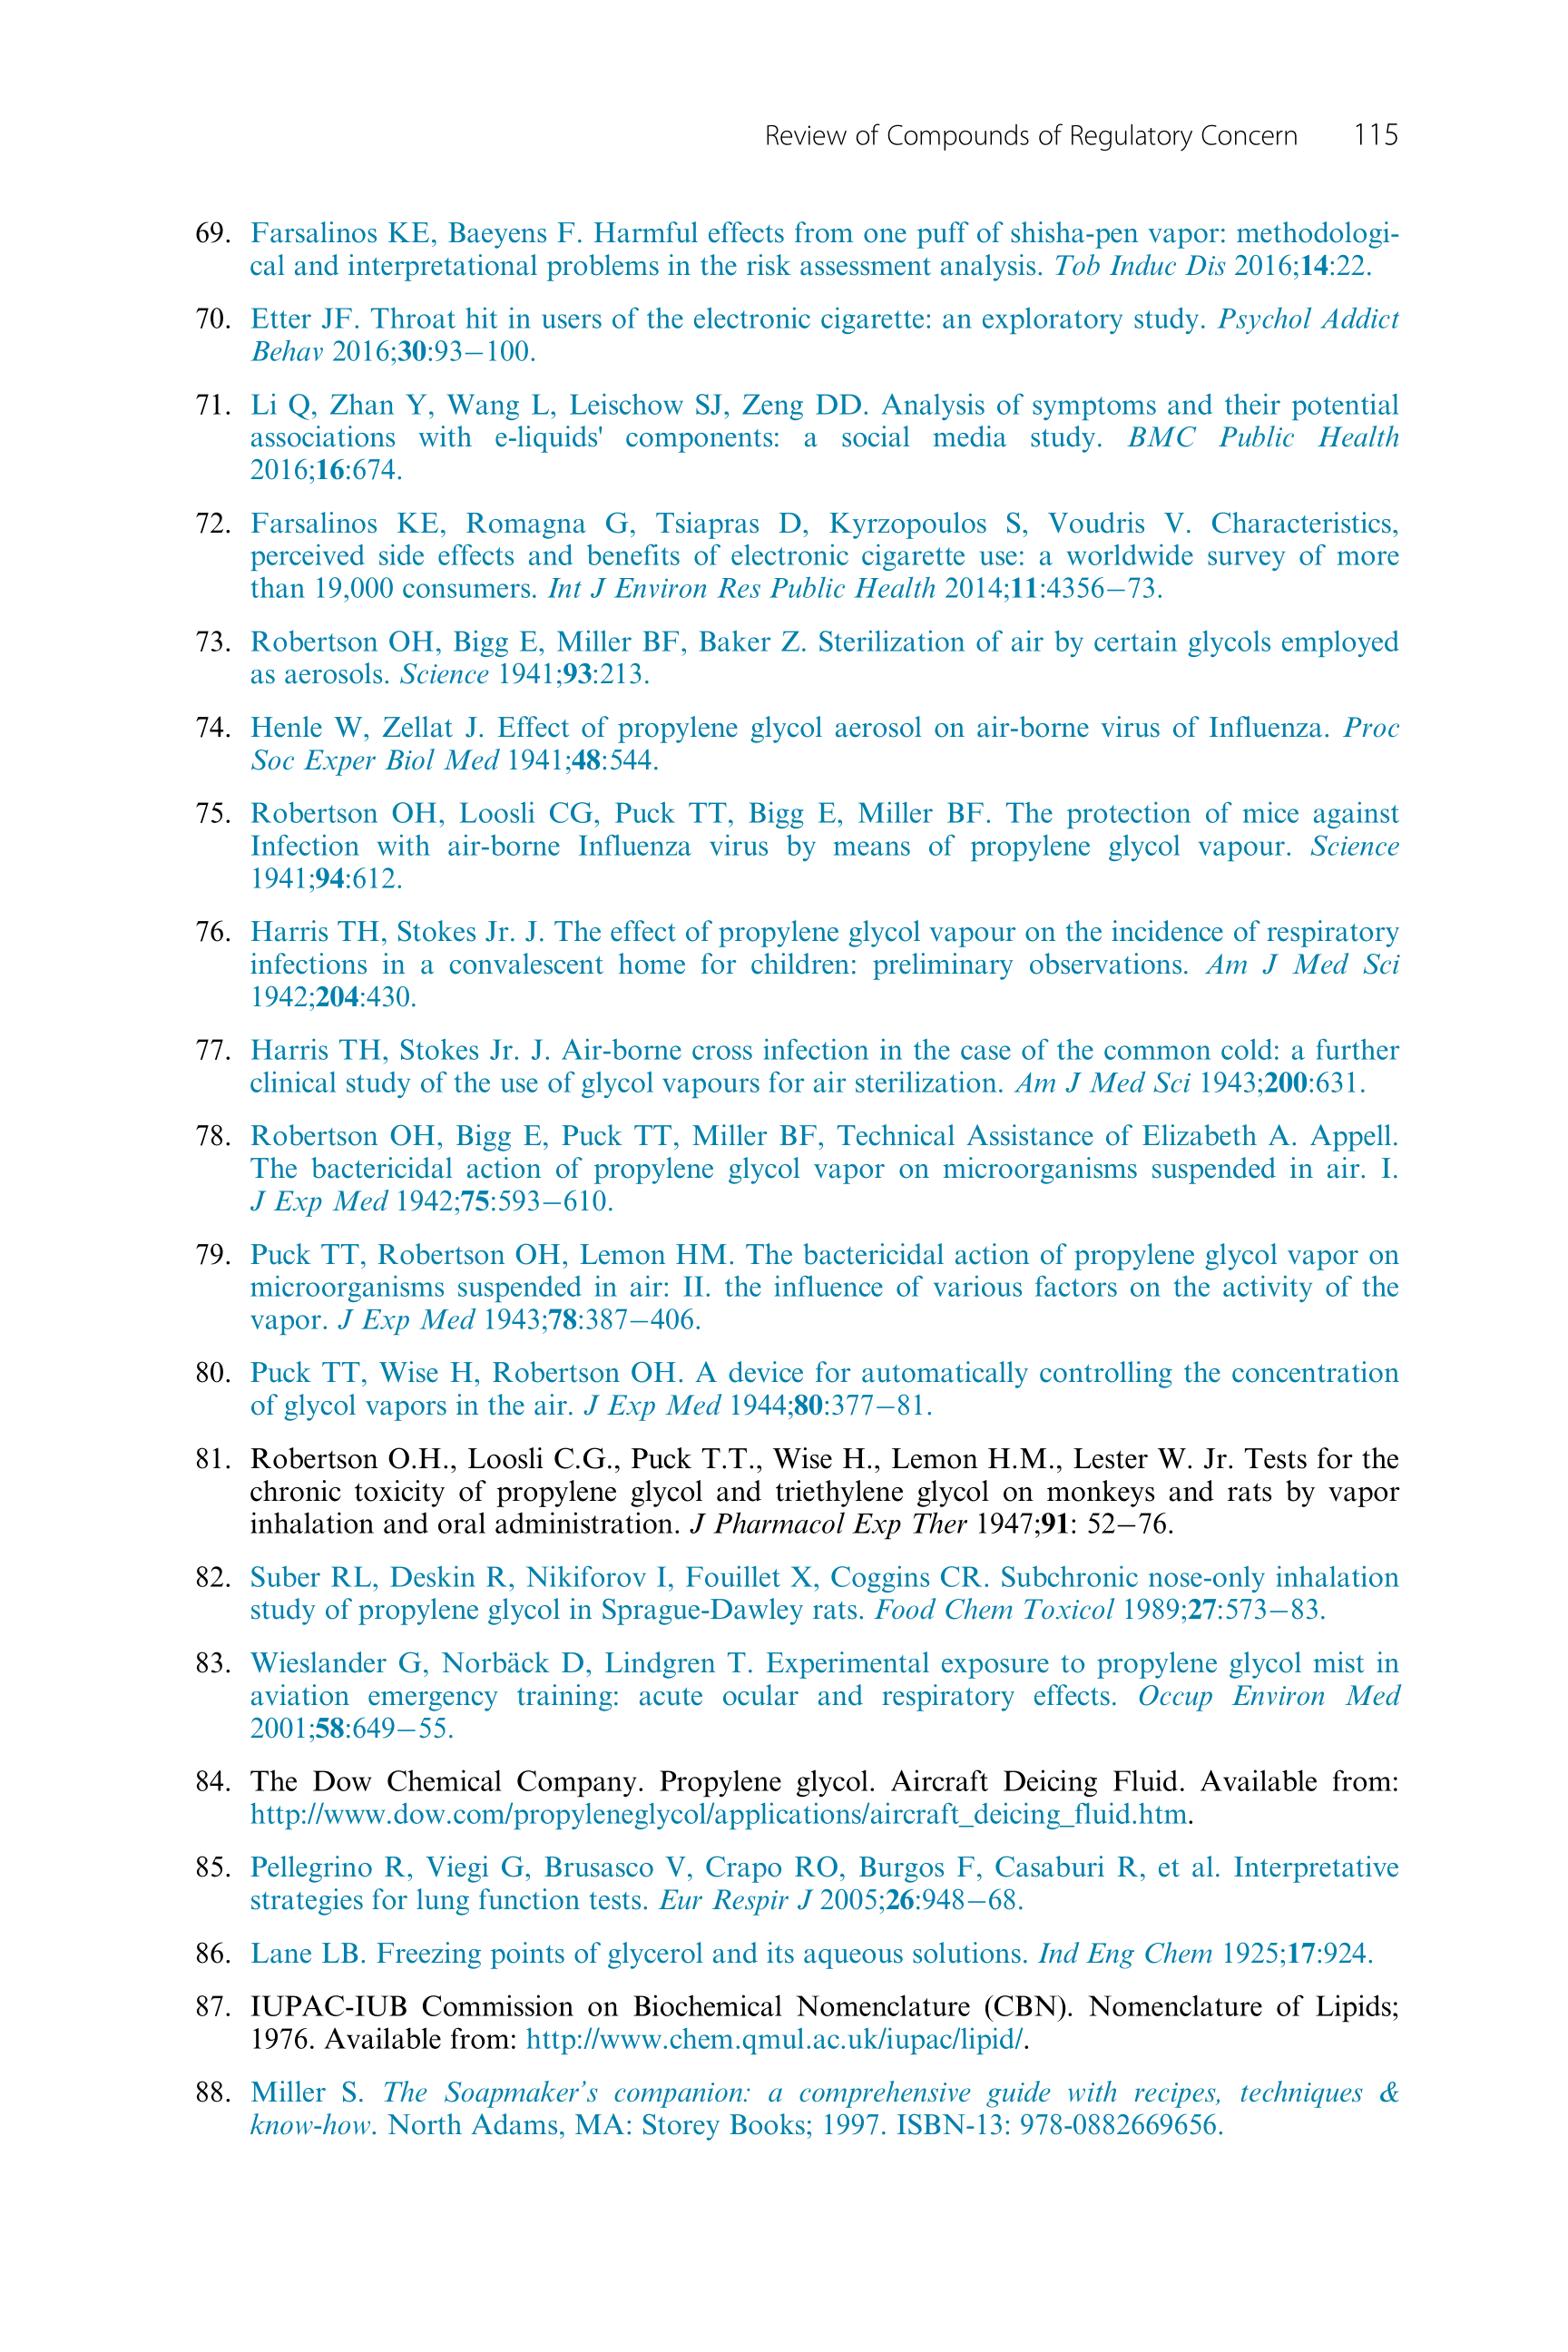 Review of Compounds of Regulatory Concern 115
69. Farsalinos KE, Baeyens F. Harmful effects from one puff of shisha-pen vapor: methodologi-
cal and interpretational problems in the risk assessment analysis. Tob Induc Dis 2016;14:22.
70. Etter JF. Throat hit in users of the electronic cigarette: an exploratory study. Psychol Addict
Behav 2016;30:93–100.
71. Li Q, Zhan Y, Wang L, Leischow SJ, Zeng DD. Analysis of symptoms and their potential
associations with e-liquids' components: a social media study. BMC Public Health
2016;16:674.
72. Farsalinos KE, Romagna G, Tsiapras D, Kyrzopoulos S, Voudris V. Characteristics,
perceived side effects and benefits of electronic cigarette use: a worldwide survey of more
than 19,000 consumers. Int J Environ Res Public Health 2014;11:4356–73.
73. Robertson OH, Bigg E, Miller BF, Baker Z. Sterilization of air by certain glycols employed
as aerosols. Science 1941;93:213.
74. Henle W, Zellat J. Effect of propylene glycol aerosol on air-borne virus of Influenza. Proc
Soc Exper Biol Med 1941;48:544.
75. Robertson OH, Loosli CG, Puck TT, Bigg E, Miller BF. The protection of mice against
Infection with air-borne Influenza virus by means of propylene glycol vapour. Science
1941;94:612.
76. Harris TH, Stokes Jr. J. The effect of propylene glycol vapour on the incidence of respiratory
infections in a convalescent home for children: preliminary observations. Am J Med Sci
1942;204:430.
77. Harris TH, Stokes Jr. J. Air-borne cross infection in the case of the common cold: a further
clinical study of the use of glycol vapours for air sterilization. Am J Med Sci 1943;200:631.
78. Robertson OH, Bigg E, Puck TT, Miller BF, Technical Assistance of Elizabeth A. Appell.
The bactericidal action of propylene glycol vapor on microorganisms suspended in air. I.
J Exp Med 1942;75:593–610.
79. Puck TT, Robertson OH, Lemon HM. The bactericidal action of propylene glycol vapor on
microorganisms suspended in air: II. the influence of various factors on the activity of the
vapor. J Exp Med 1943;78:387–406.
80. Puck TT, Wise H, Robertson OH. A device for automatically controlling the concentration
of glycol vapors in the air. J Exp Med 1944;80:377–81.
81. Robertson O.H., Loosli C.G., Puck T.T., Wise H., Lemon H.M., Lester W. Jr. Tests for the
chronic toxicity of propylene glycol and triethylene glycol on monkeys and rats by vapor
inhalation and oral administration. J Pharmacol Exp Ther 1947;91: 52–76.
82. Suber RL, Deskin R, Nikiforov I, Fouillet X, Coggins CR. Subchronic nose-only inhalation
study of propylene glycol in Sprague-Dawley rats. Food Chem Toxicol 1989;27:573–83.
83. Wieslander G, Norbäck D, Lindgren T. Experimental exposure to propylene glycol mist in
aviation emergency training: acute ocular and respiratory effects. Occup Environ Med
2001;58:649–55.
84. The Dow Chemical Company. Propylene glycol. Aircraft Deicing Fluid. Available from:
http://www.dow.com/propyleneglycol/applications/aircraft_deicing_fluid.htm.
85. Pellegrino R, Viegi G, Brusasco V, Crapo RO, Burgos F, Casaburi R, et al. Interpretative
strategies for lung function tests. Eur Respir J 2005;26:948–68.
86. Lane LB. Freezing points of glycerol and its aqueous solutions. Ind Eng Chem 1925;17:924.
87. IUPAC-IUB Commission on Biochemical Nomenclature (CBN). Nomenclature of Lipids;
1976. Available from: http://www.chem.qmul.ac.uk/iupac/lipid/.
88. Miller S. The Soapmaker's companion: a comprehensive guide with recipes, techniques &
know-how. North Adams, MA: Storey Books; 1997. ISBN-13: 978-0882669656.